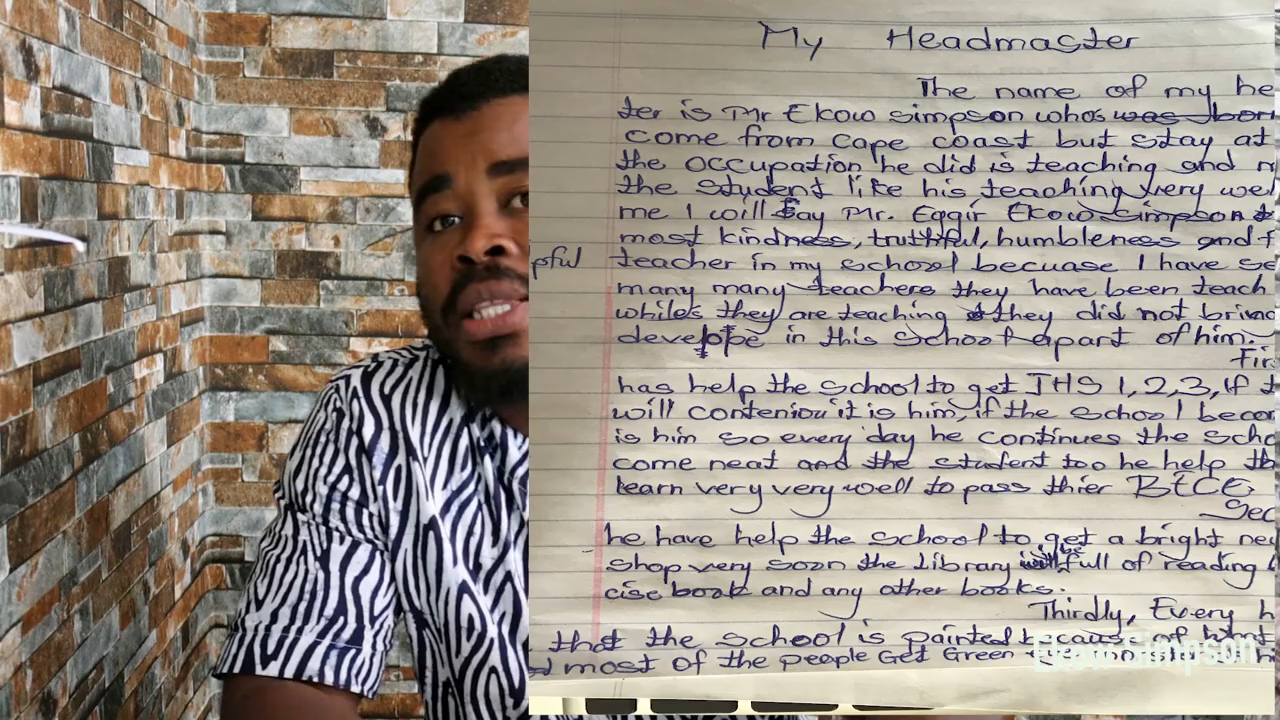 My Headmaster
The name of my he
ter is Mr Ekow simpson whos was born
come from cape coast but stay at
the occupation he did is teaching and
the student like his teaching very wel
me I will say Mr. Eggir Ekow simpson
most kindness, truthful, humbleness and f
pful teacher in my school becuase I have se
many many teachers they have been teach
whiles they are teaching they did not bring
develope in this school apart of him.
Fir
has help the school to get JHS 1,2,3, if t
will conteniou it is him, if the school becom
is him so every day he continues the scho
come neat and the student too he help th
learn very very well to pass thier
Sec
he have help the school to get a bright ne
shop very soon the Library will be full of reading
cise book and any other books.
Thirdly, Every h
that the school is painted because of
most of the people Get Green
Ekow Simpson